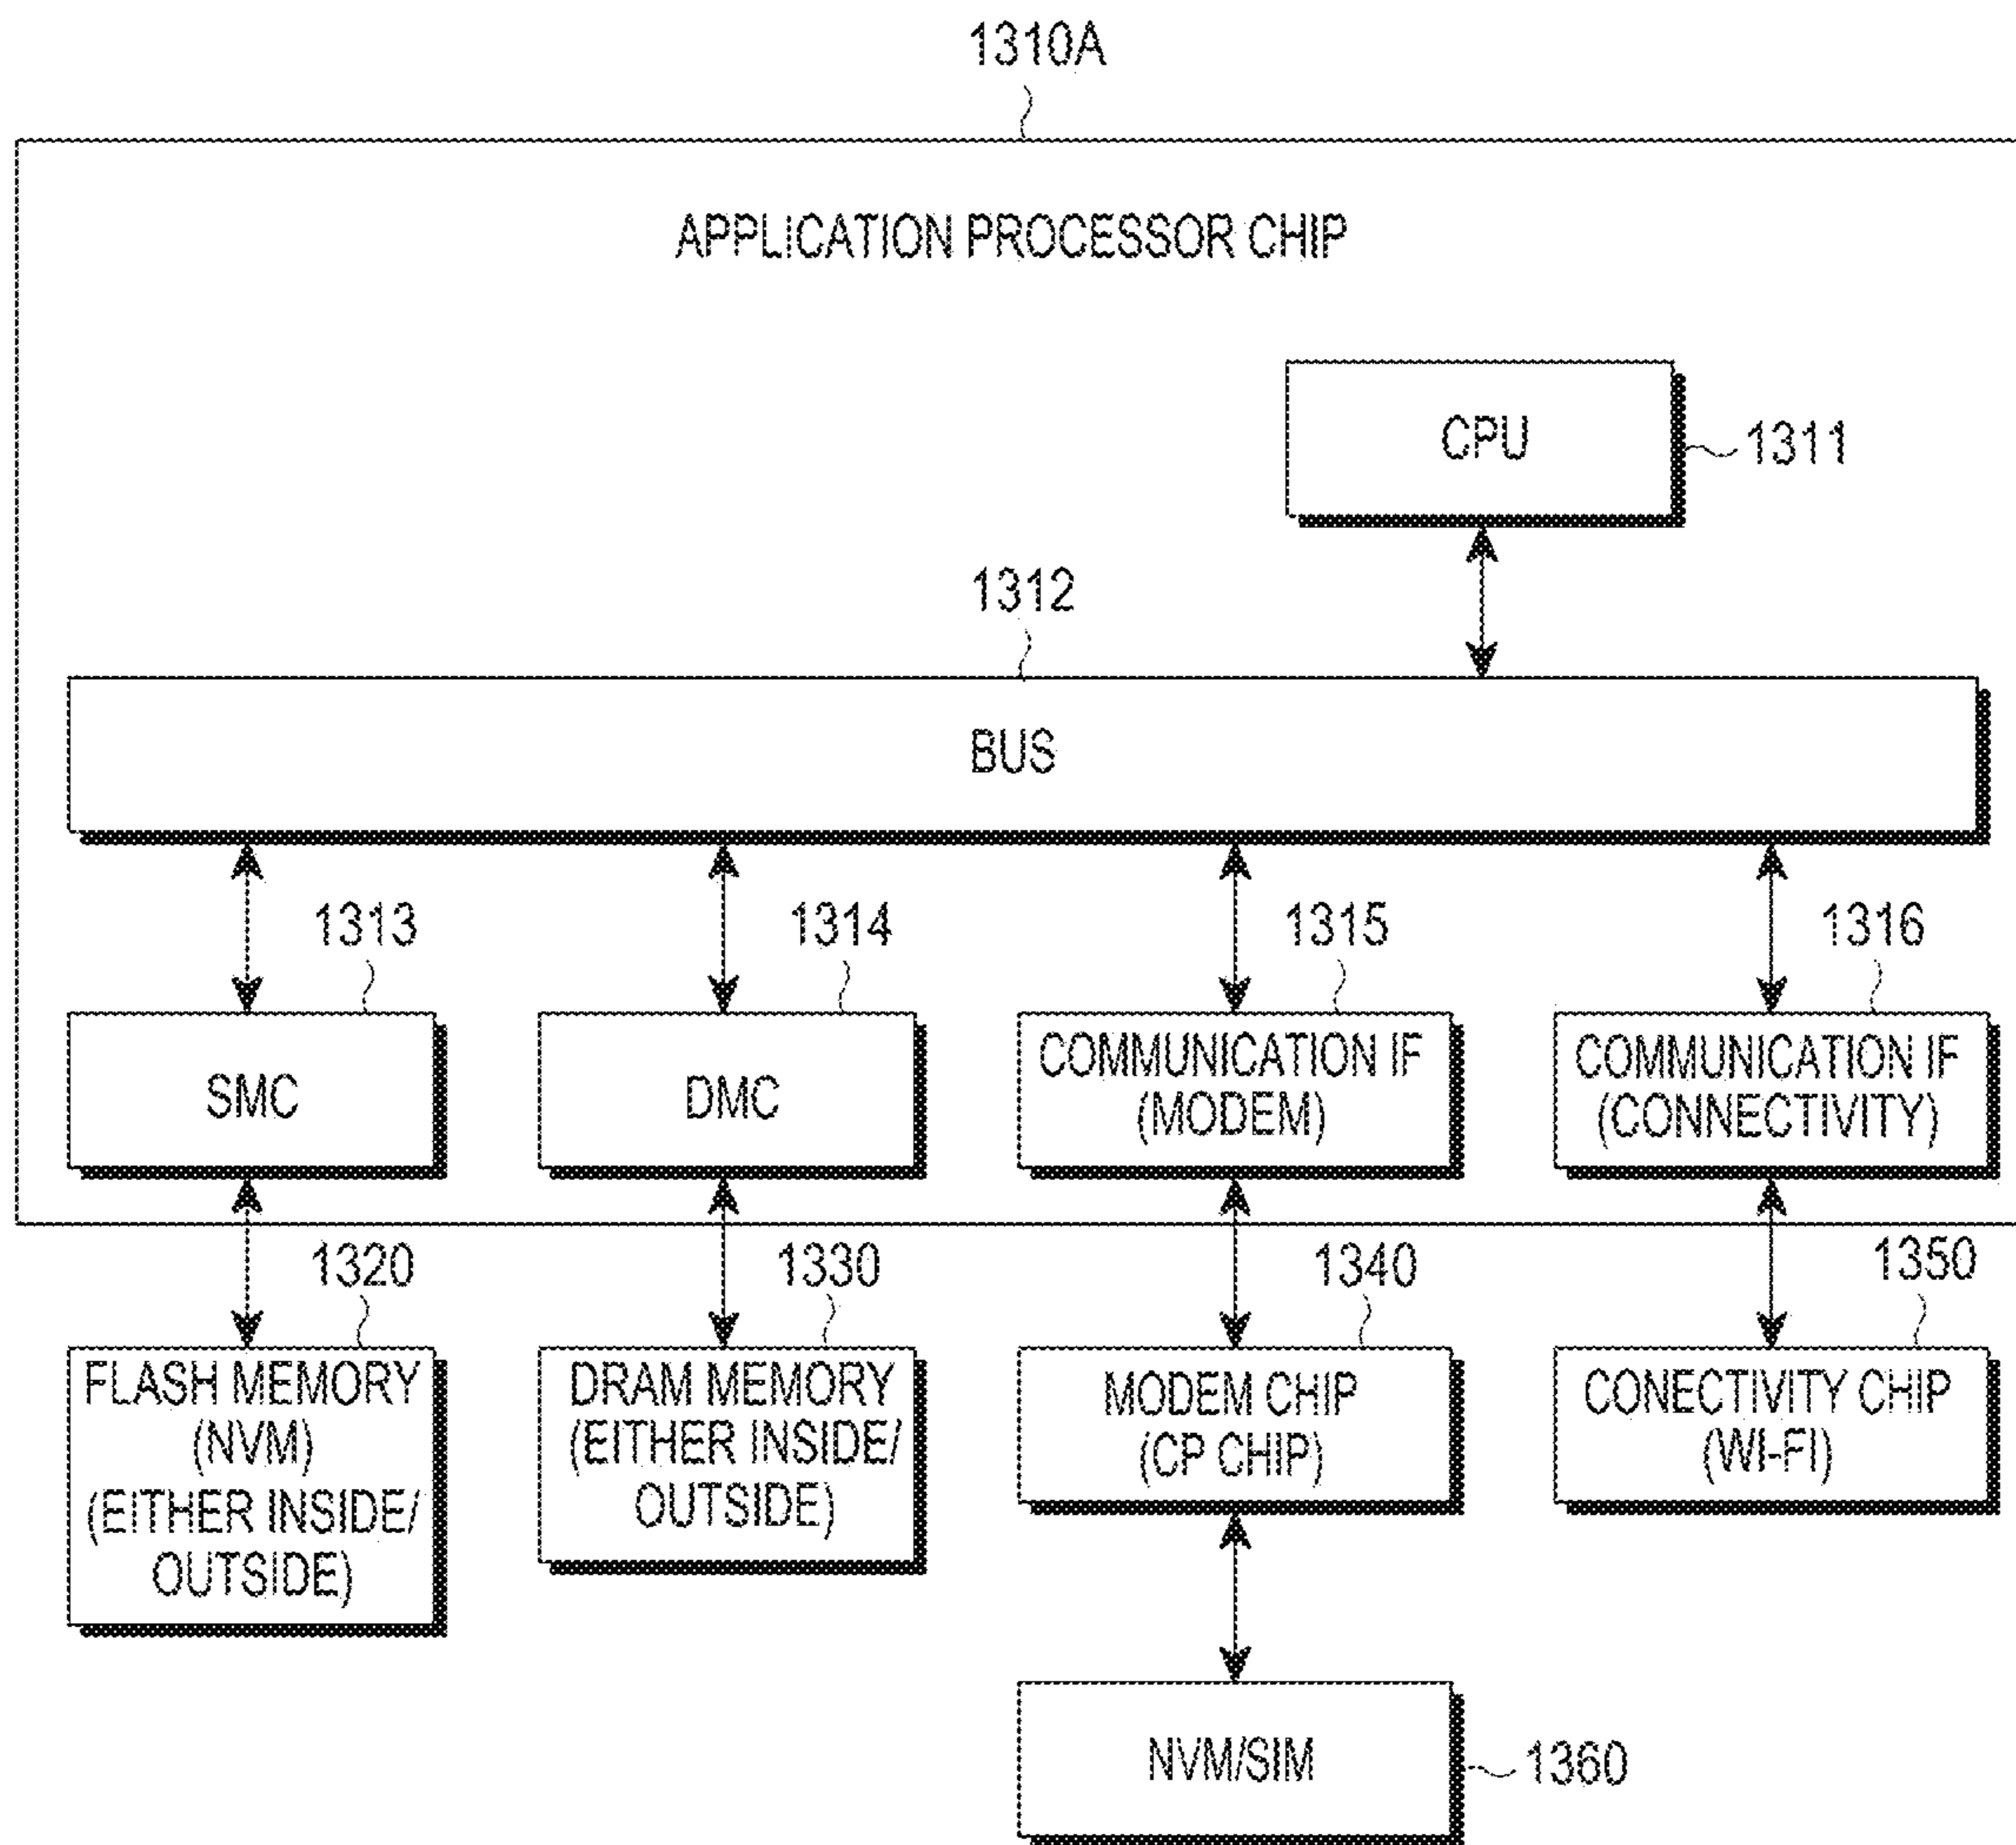 1310A
APPLICATION PROCESSOR CHIP
CPU
1311
1312
BUS
1313
1314
1315
1316
SMC
DMC
COMMUNICATION IF
(MODEM)
COMMUNICATION IF
(CONNECTIVITY)
1320
1330
1340
1350
FLASH MEMORY
(NVM)
(EITHER INSIDE/
OUTSIDE)
DRAM MEMORY
(EITHER INSIDE/
OUTSIDE)
MODEM CHIP
(CP CHIP)
CONECTIVITY CHIP
(WI-FI)
NVM/SIM
1360